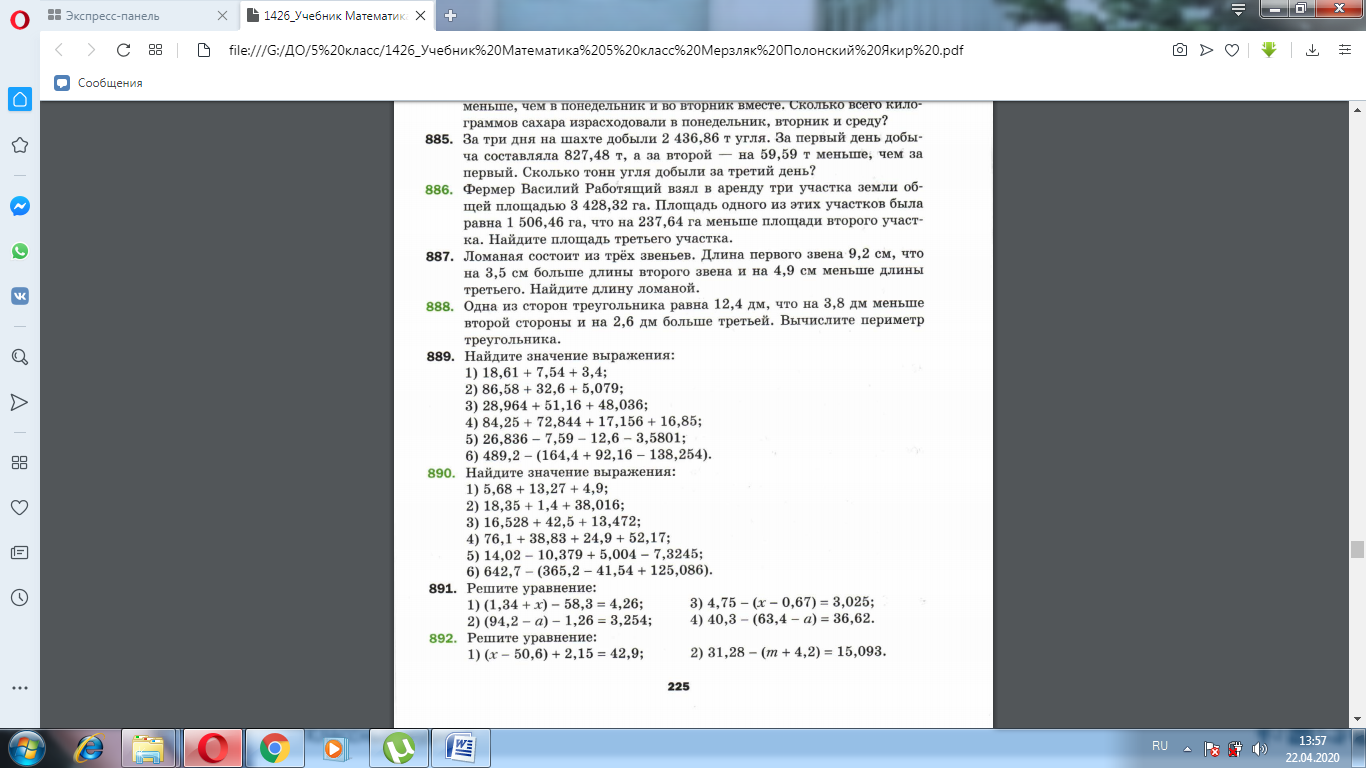 Экспресс-панель
1426_Учебник Математик
file:///G:/ДО/5%20класс/1426_Учебник%20Математика%205%20класс%20Мерзляк%20Полонский%20Якир%20.pdf
Сообщения
меньше, чем в понедельник и во вторник вместе. Сколько всего кило-
граммов сахара израсходовали в понедельник, вторник и среду?
885. За три дня на шахте добыли 2 436,86 т угля. За первый день добы-
ча составляла 827,48 т, а за второй — на 59,59 т меньше, чем за
первый. Сколько тонн угля добыли за третий день?
886. Фермер Василий Работящий взял в аренду три участка земли об-
щей площадью 3 428,32 га. Площадь одного из этих участков была
равна 1 506,46 га, что на 237,64 га меньше площади второго участ-
ка. Найдите площадь третьего участка.
887. Ломаная состоит из трёх звеньев. Длина первого звена 9,2 см, что
на 3,5 см больше длины второго звена и на 4,9 см меньше длины
третьего. Найдите длину ломаной.
888. Одна из сторон треугольника равна 12,4 дм, что на 3,8 дм меньше
второй стороны и на 2,6 дм больше третьей. Вычислите периметр
треугольника.
889. Найдите значение выражения:
1) 18,61 + 7,54 + 3,4;
2) 86,58 + 32,6 + 5,079;
3) 28,964 + 51,16 + 48,036;
4) 84,25 + 72,844 + 17,156 + 16,85;
5) 26,836 – 7,59 – 12,6 – 3,5801;
6) 489,2 – (164,4 + 92,16 – 138,254).
890. Найдите значение выражения:
1) 5,68 + 13,27 + 4,9;
2) 18,35 + 1,4 + 38,016;
3) 16,528 + 42,5 + 13,472;
4) 76,1 + 38,83 + 24,9 + 52,17;
5) 14,02 – 10,379 + 5,004 – 7,3245;
6) 642,7 – (365,2 – 41,54 + 125,086).
891. Решите уравнение:
1) (1,34 + x) – 58,3 = 4,26; 3) 4,75 – (x – 0,67) = 3,025;
2) (94,2 – a) – 1,26 = 3,254; 4) 40,3 – (63,4 – a) = 36,62.
892. Решите уравнение:
1) (x – 50,6) + 2,15 = 42,9; 2) 31,28 – (m + 4,2) = 15,093.
225
RU
13:57
22.04.2020